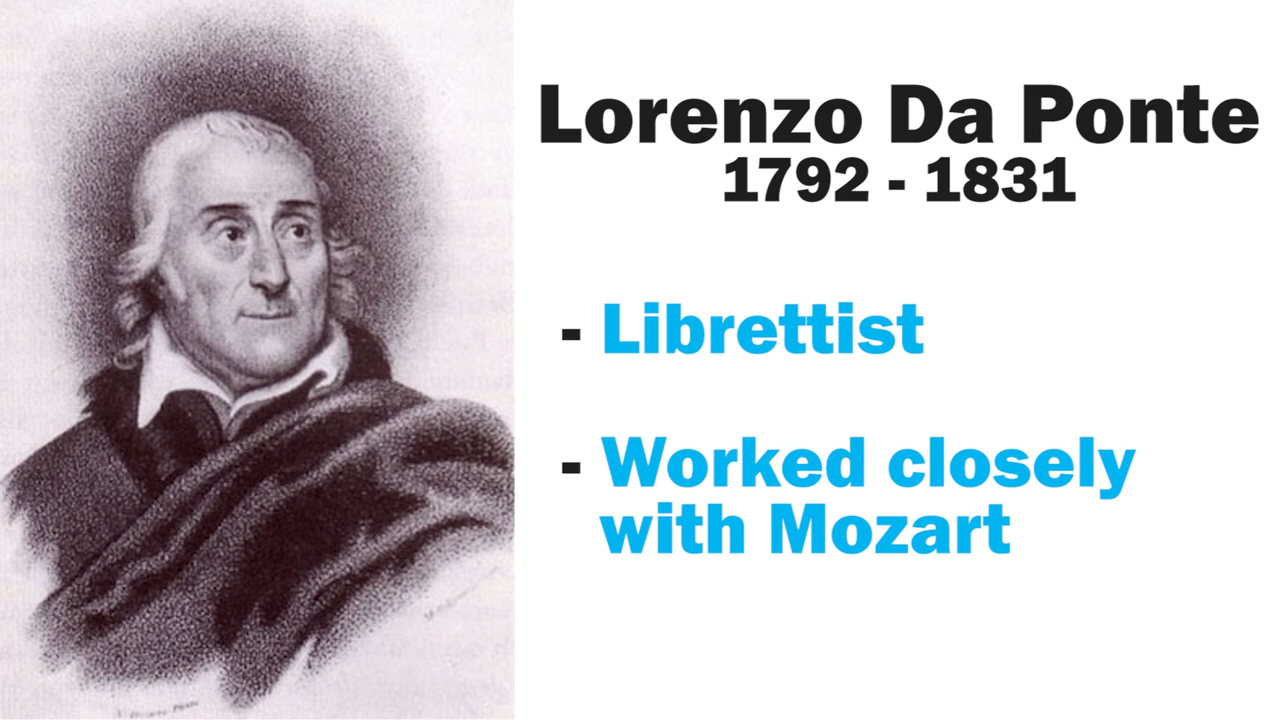 Lorenzo Da Ponte
1792 - 1831
- Librettist
- Worked closely
with Mozart